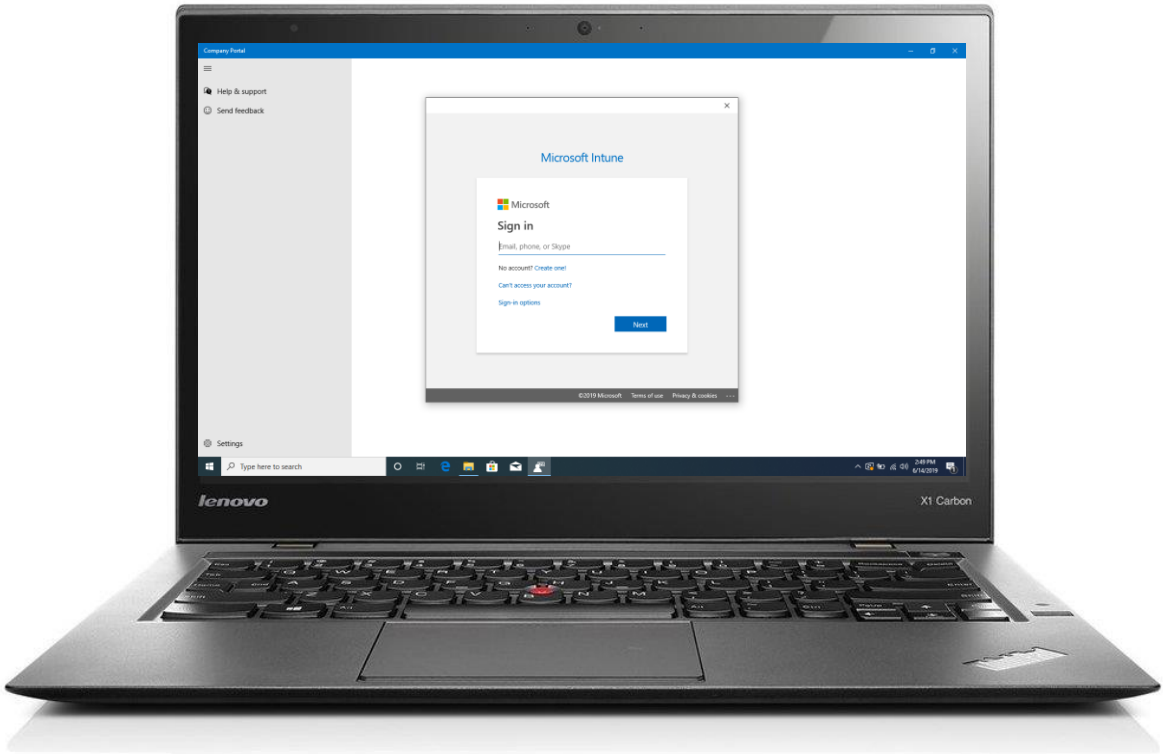 Company Portal
Help & support
Send feedback
Microsoft Intune
Microsoft
Sign in
Email, phone, or Skype
No account? Create one!
Can't access your account?
Sign-in options
Next
©2019 Microsoft Terms of use Privacy & cookies
Settings
Type here to search
2:49 PM
6/14/2019
lenovo
X1 Carbon